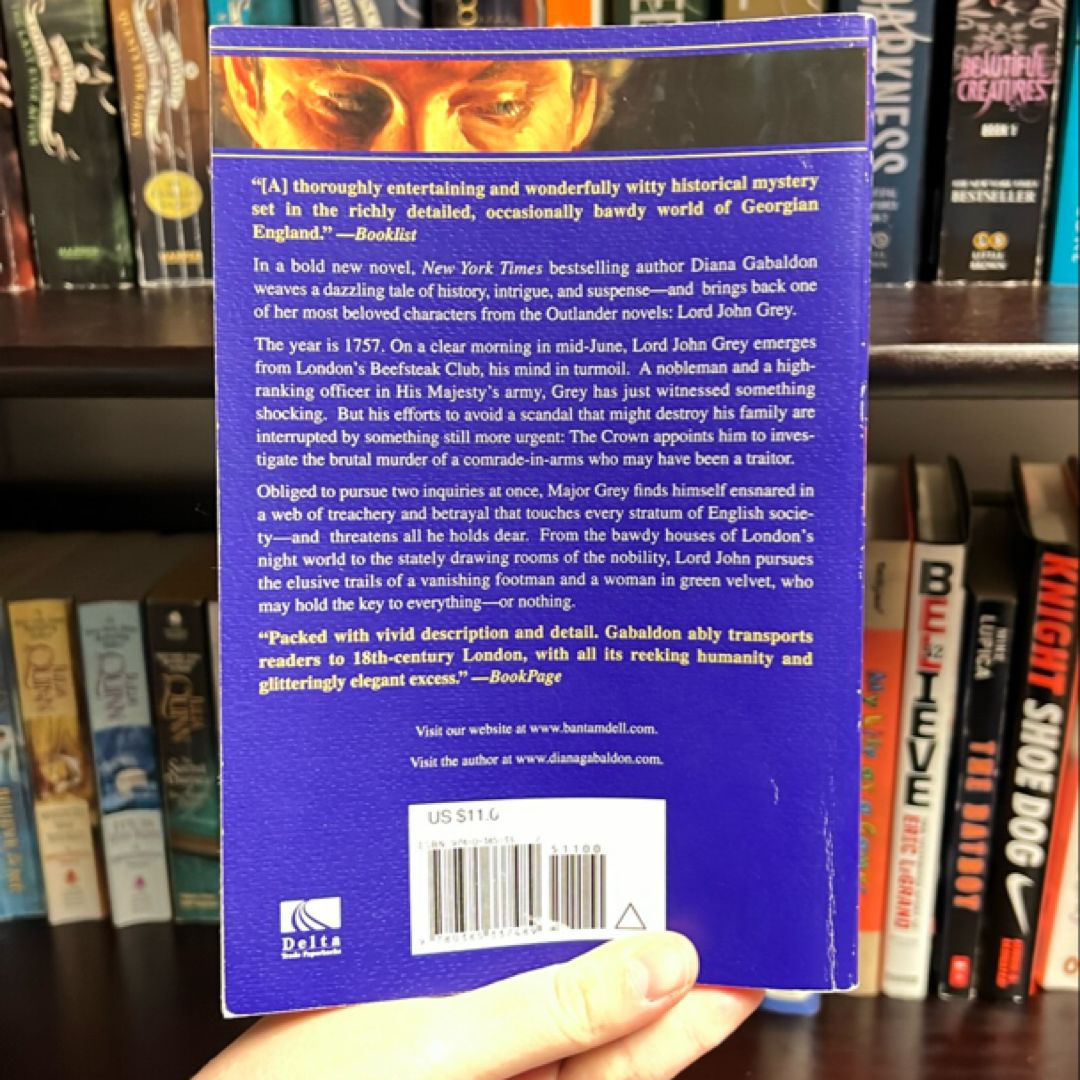 “[A] thoroughly entertaining and wonderfully witty historical mystery
set in the richly detailed, occasionally bawdy world of Georgian
England.” —Booklist
In a bold new novel, New York Times bestselling author Diana Gabaldon
weaves a dazzling tale of history, intrigue, and suspense—and brings back one
of her most beloved characters from the Outlander novels: Lord John Grey.
The year is 1757. On a clear morning in mid-June, Lord John Grey emerges
from London’s Beefsteak Club, his mind in turmoil. A nobleman and a high-
ranking officer in His Majesty’s army, Grey has just witnessed something
shocking. But his efforts to avoid a scandal that might destroy his family are
interrupted by something still more urgent: The Crown appoints him to inves-
tigate the brutal murder of a comrade-in-arms who may have been a traitor.
Obliged to pursue two inquiries at once, Major Grey finds himself ensnared in
a web of treachery and betrayal that touches every stratum of English socie-
ty—and threatens all he holds dear. From the bawdy houses of London’s
night world to the stately drawing rooms of the nobility, Lord John pursues
the elusive trails of a vanishing footman and a woman in green velvet, who
may hold the key to everything—or nothing.
“Packed with vivid description and detail. Gabaldon ably transports
readers to 18th-century London, with all its reeking humanity and
glitteringly elegant excess.” —BookPage
Visit our website at www.bantamdell.com.
Visit the author at www.dianagabaldon.com.
US $11.0
51100
Delta
Trade Paperbacks
BEAUTIFUL
CREATURES
BOOK 1
BESTSELLER
LITTLE
BROWN
BELIEVE
ERIC LeGRAND
MIKE
LUPICA
THE BATBOY
KNIGHT
SHOE DOG
QUINN
QUINN